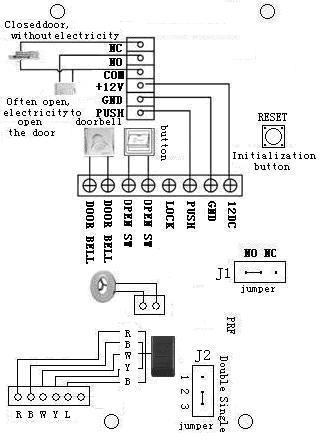 Closeddoor,
without electricity
NC
NO
COM
+12V
GND
PUSH
Often open,
electricity to
open
the door
doorbell
button
RESET
Initialization
button
DOOR BELL
DOOR BELL
OPEN SW
OPEN SW
LOCK
PUSH
GND
12DC
NO NC
J1
jumper
PRF
R
B
W
Y
B
J2
1
2
3
Double Single
jumper
R B W Y L